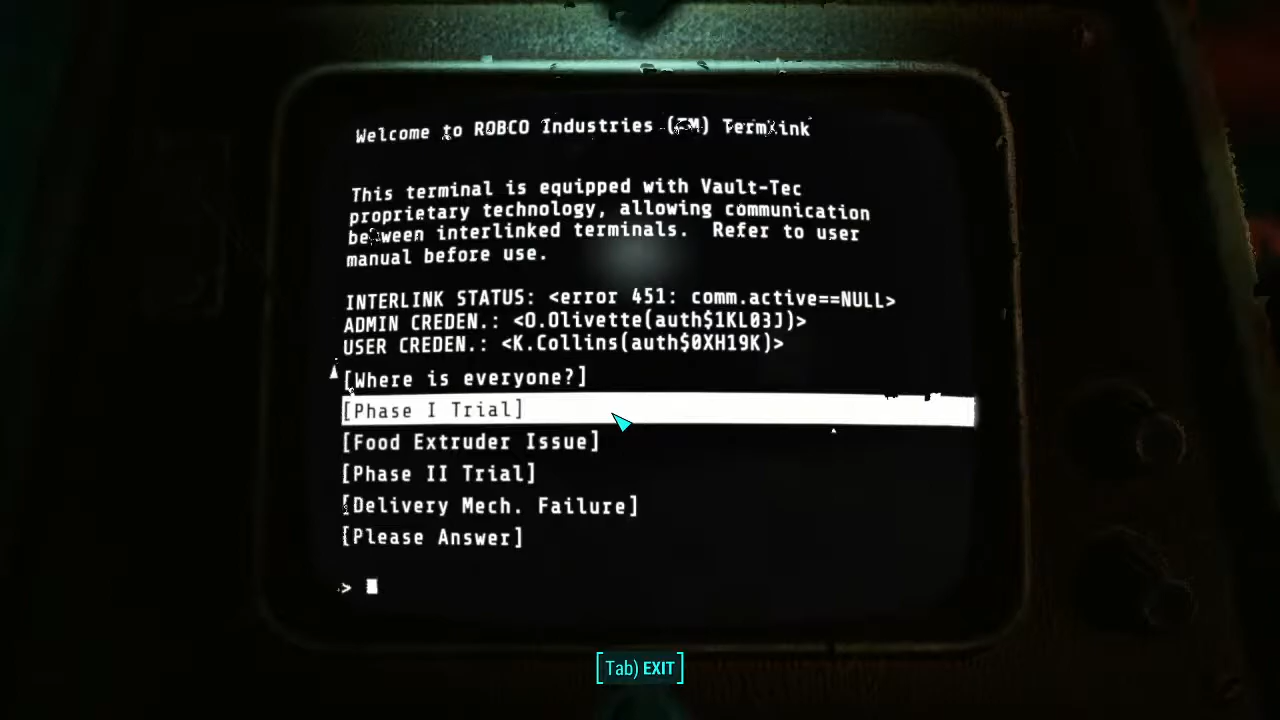 Welcome to ROBCO Industries (TM) Termlink
This terminal is equipped with Vault-Tec
proprietary technology, allowing communication
between interlinked terminals. Refer to user
manual before use.
INTERLINK STATUS: <error 451: comm.active==NULL>
ADMIN CREDEN.: <O.Olivette(auth$1KL03J)>
USER CREDEN.: <K.Collins(auth$0XH19K)>
[Where is everyone?]
[Phase I Trial]
[Food Extruder Issue]
[Phase II Trial]
[Delivery Mech. Failure]
[Please Answer]
>
[Tab) EXIT]